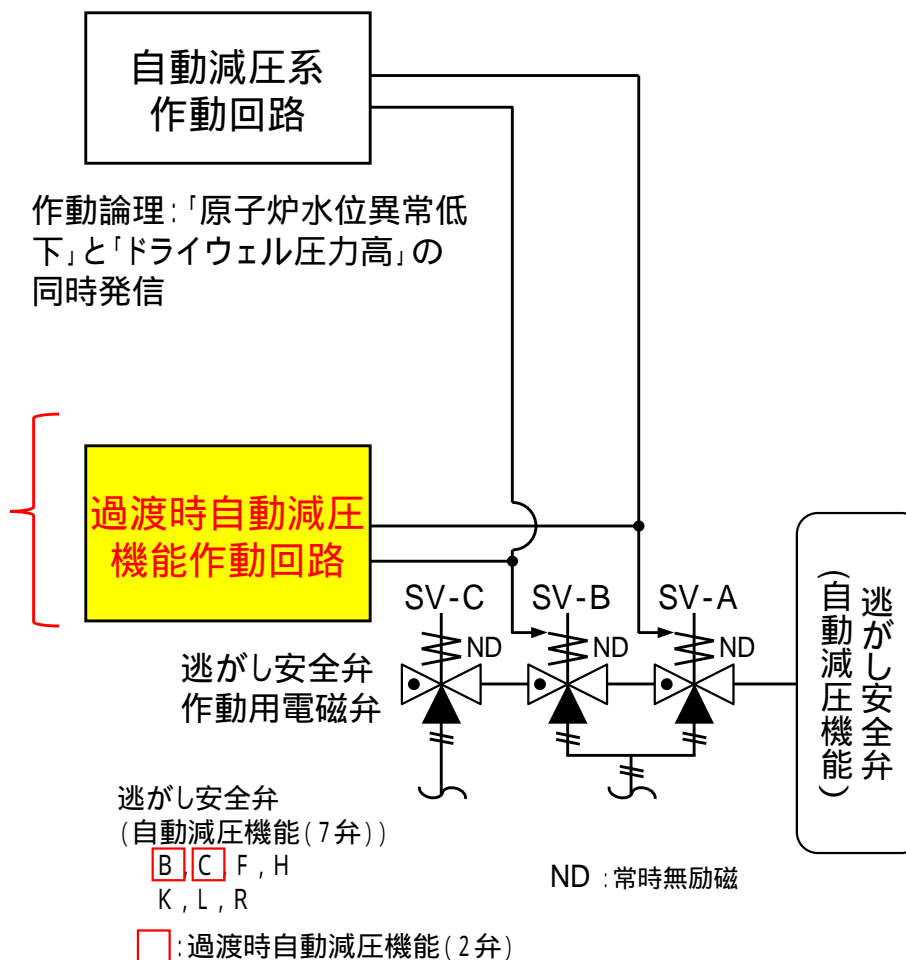 自動減圧系
作動回路
作動論理:「原子炉水位異常低
下」と「ドライウェル圧力高」の
同時発信
過渡時自動減圧
機能作動回路
SV-C
SV-B
SV-A
ND
ND
ND
逃がし安全弁
作動用電磁弁
逃がし安全弁
(自動減圧機能)
逃がし安全弁
(自動減圧機能(7弁))
B , C , F , H
K , L , R
ND :常時無励磁
:過渡時自動減圧機能(2弁)